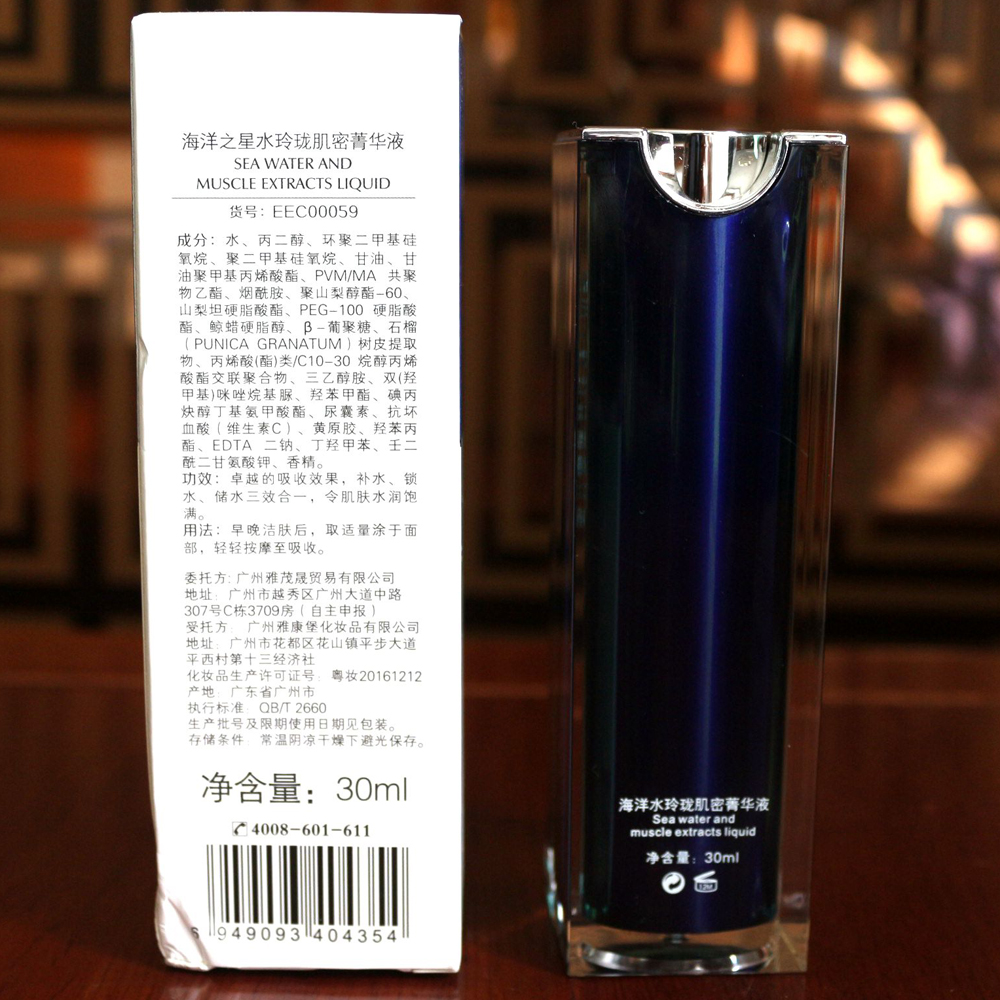 海洋之星水玲珑肌密菁华液
SEA WATER AND
MUSCLE EXTRACTS LIQUID
货号：EEC00059
成分：水、丙二醇、环聚二甲基硅
氧烷、聚二甲基硅氧烷、甘油、甘
油聚甲基丙烯酸酯、PVM/MA 共聚
物乙酯、烟酰胺、聚山梨醇酯-60、
山梨坦硬脂酸酯、PEG-100 硬脂酸
酯、鲸蜡硬脂醇、β-葡聚糖、石榴
（PUNICA GRANATUM）树皮提取
物、丙烯酸(酯)类/C10-30 烷醇丙烯
酸酯交联聚合物、三乙醇胺、双(羟
甲基)咪唑烷基脲、羟苯甲酯、碘丙
炔醇丁基氨甲酸酯、尿囊素、抗坏
血酸（维生素C）、黄原胶、羟苯丙
酯、EDTA 二钠、丁羟甲苯、壬二
酰二甘氨酸钾、香精。
功效：卓越的吸收效果，补水、锁
水、储水三效合一，令肌肤水润饱
满。
用法：早晚洁肤后，取适量涂于面
部，轻轻按摩至吸收。
委托方：广州雅茂晟贸易有限公司
地址：广州市越秀区广州大道中路
307号C栋3709房（自主申报）
受托方：广州雅康堡化妆品有限公司
地址：广州市花都区花山镇平步大道
平西村第十三经济社
化妆品生产许可证号：粤妆20161212
产地：广东省广州市
执行标准：QB/T 2660
生产批号及限期使用日期见包装。
存储条件：常温阴凉干燥下避光保存。
净含量：30ml
4008-601-611
6 949093 404354
海洋水玲珑肌密菁华液
Sea water and
muscle extracts liquid
净含量：30ml
12M